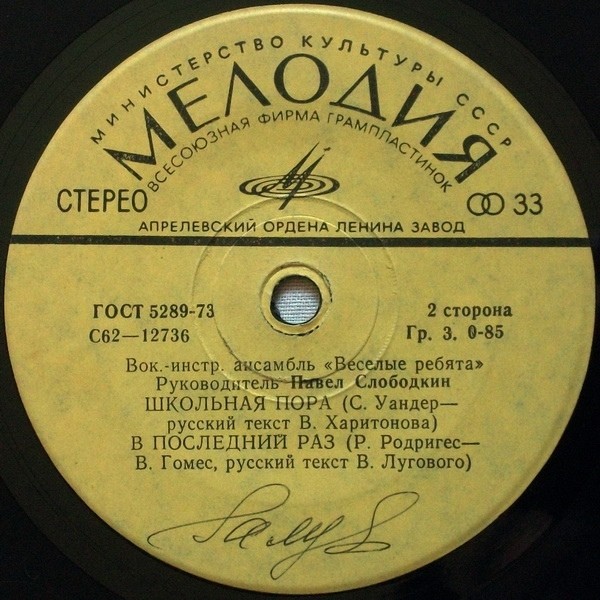 МИНИСТЕРСТВО КУЛЬТУРЫ СССР
МЕЛОДИЯ
ВСЕСОЮЗНАЯ ФИРМА ГРАМПЛАСТИНОК
СТЕРЕО
33
АПРЕЛЕВСКИЙ ОРДЕНА ЛЕНИНА ЗАВОД
ГОСТ 5289-73
2 сторона
С62—12736
Гр. 3. 0-85
Вок.-инстр. ансамбль «Веселые ребята»
Руководитель Павел Слободкин
ШКОЛЬНАЯ ПОРА (С. Уандер—
русский текст В. Харитонова)
В ПОСЛЕДНИЙ РАЗ (Р. Родригес—
В. Гомес, русский текст В. Лугового)